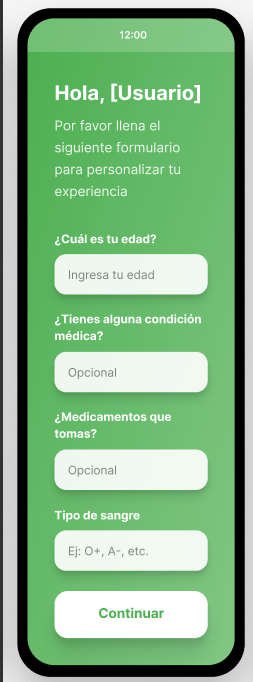 12:00
Hola, [Usuario]
Por favor llena el
siguiente formulario
para personalizar tu
experiencia
¿Cuál es tu edad?
Ingresa tu edad
¿Tienes alguna condición
médica?
Opcional
¿Medicamentos que
tomas?
Opcional
Tipo de sangre
Ej: O+, A-, etc.
Continuar